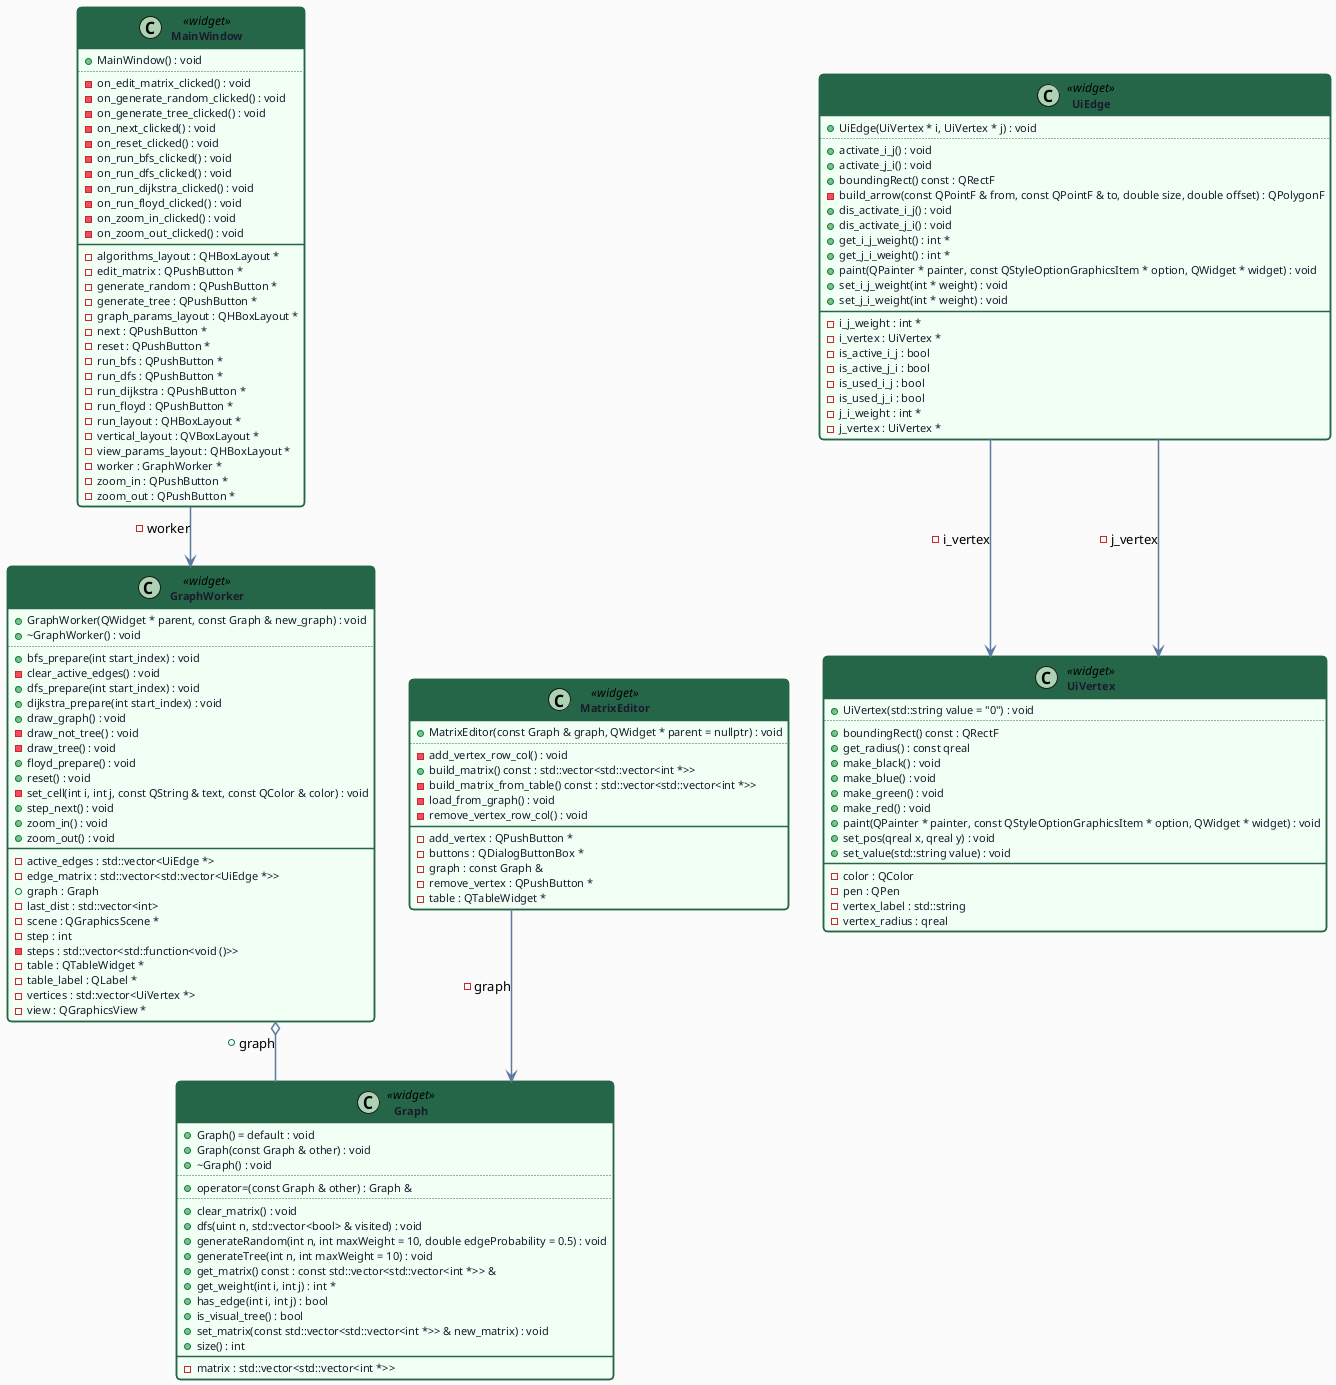 C
«widget»
MainWindow
MainWindow() : void
on_edit_matrix_clicked() : void
on_generate_random_clicked() : void
on_generate_tree_clicked() : void
on_next_clicked() : void
on_reset_clicked() : void
on_run_bfs_clicked() : void
on_run_dfs_clicked() : void
on_run_dijkstra_clicked() : void
on_run_floyd_clicked() : void
on_zoom_in_clicked() : void
on_zoom_out_clicked() : void
algorithms_layout : QHBoxLayout *
edit_matrix : QPushButton *
generate_random : QPushButton *
generate_tree : QPushButton *
graph_params_layout : QHBoxLayout *
next : QPushButton *
reset : QPushButton *
run_bfs : QPushButton *
run_dfs : QPushButton *
run_dijkstra : QPushButton *
run_floyd : QPushButton *
run_layout : QHBoxLayout *
vertical_layout : QVBoxLayout *
view_params_layout : QHBoxLayout *
worker : GraphWorker *
zoom_in : QPushButton *
zoom_out : QPushButton *
C
«widget»
UiEdge
UiEdge(UiVertex * i, UiVertex * j) : void
activate_i_j() : void
activate_j_i() : void
boundingRect() const : QRectF
build_arrow(const QPointF & from, const QPointF & to, double size, double offset) : QPolygonF
dis_activate_i_j() : void
dis_activate_j_i() : void
get_i_j_weight() : int *
get_j_i_weight() : int *
paint(QPainter * painter, const QStyleOptionGraphicsItem * option, QWidget * widget) : void
set_i_j_weight(int * weight) : void
set_j_i_weight(int * weight) : void
i_j_weight : int *
i_vertex : UiVertex *
is_active_i_j : bool
is_active_j_i : bool
is_used_i_j : bool
is_used_j_i : bool
j_i_weight : int *
j_vertex : UiVertex *
worker
i_vertex
j_vertex
C
«widget»
GraphWorker
GraphWorker(QWidget * parent, const Graph & new_graph) : void
~GraphWorker() : void
bfs_prepare(int start_index) : void
clear_active_edges() : void
dfs_prepare(int start_index) : void
dijkstra_prepare(int start_index) : void
draw_graph() : void
draw_not_tree() : void
draw_tree() : void
floyd_prepare() : void
reset() : void
set_cell(int i, int j, const QString & text, const QColor & color) : void
step_next() : void
zoom_in() : void
zoom_out() : void
active_edges : std::vector<UiEdge *>
edge_matrix : std::vector<std::vector<UiEdge *>>
graph : Graph
last_dist : std::vector<int>
scene : QGraphicsScene *
step : int
steps : std::vector<std::function<void ()>>
table : QTableWidget *
table_label : QLabel *
vertices : std::vector<UiVertex *>
view : QGraphicsView *
C
«widget»
MatrixEditor
MatrixEditor(const Graph & graph, QWidget * parent = nullptr) : void
add_vertex_row_col() : void
build_matrix() const : std::vector<std::vector<int *>>
build_matrix_from_table() const : std::vector<std::vector<int *>>
load_from_graph() : void
remove_vertex_row_col() : void
add_vertex : QPushButton *
buttons : QDialogButtonBox *
graph : const Graph &
remove_vertex : QPushButton *
table : QTableWidget *
C
«widget»
UiVertex
UiVertex(std::string value = "0") : void
boundingRect() const : QRectF
get_radius() : const qreal
make_black() : void
make_blue() : void
make_green() : void
make_red() : void
paint(QPainter * painter, const QStyleOptionGraphicsItem * option, QWidget * widget) : void
set_pos(qreal x, qreal y) : void
set_value(std::string value) : void
color : QColor
pen : QPen
vertex_label : std::string
vertex_radius : qreal
graph
graph
C
«widget»
Graph
Graph() = default : void
Graph(const Graph & other) : void
~Graph() : void
operator=(const Graph & other) : Graph &
clear_matrix() : void
dfs(uint n, std::vector<bool> & visited) : void
generateRandom(int n, int maxWeight = 10, double edgeProbability = 0.5) : void
generateTree(int n, int maxWeight = 10) : void
get_matrix() const : const std::vector<std::vector<int *>> &
get_weight(int i, int j) : int *
has_edge(int i, int j) : bool
is_visual_tree() : bool
set_matrix(const std::vector<std::vector<int *>> & new_matrix) : void
size() : int
matrix : std::vector<std::vector<int *>>